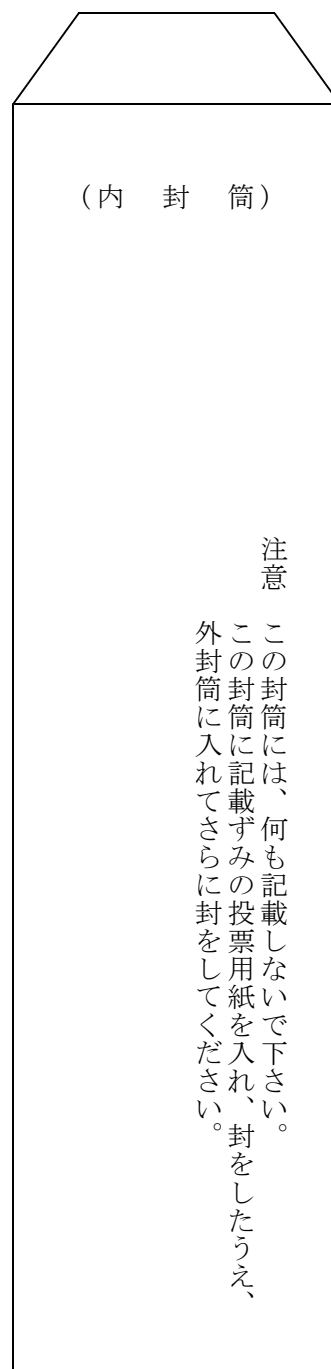 (内 封 筒)
注意 この封筒には、何も記載しないで下さい。
この封筒に記載ずみの投票用紙を入れ、封をしたうえ、
外封筒に入れてさらに封をしてください。